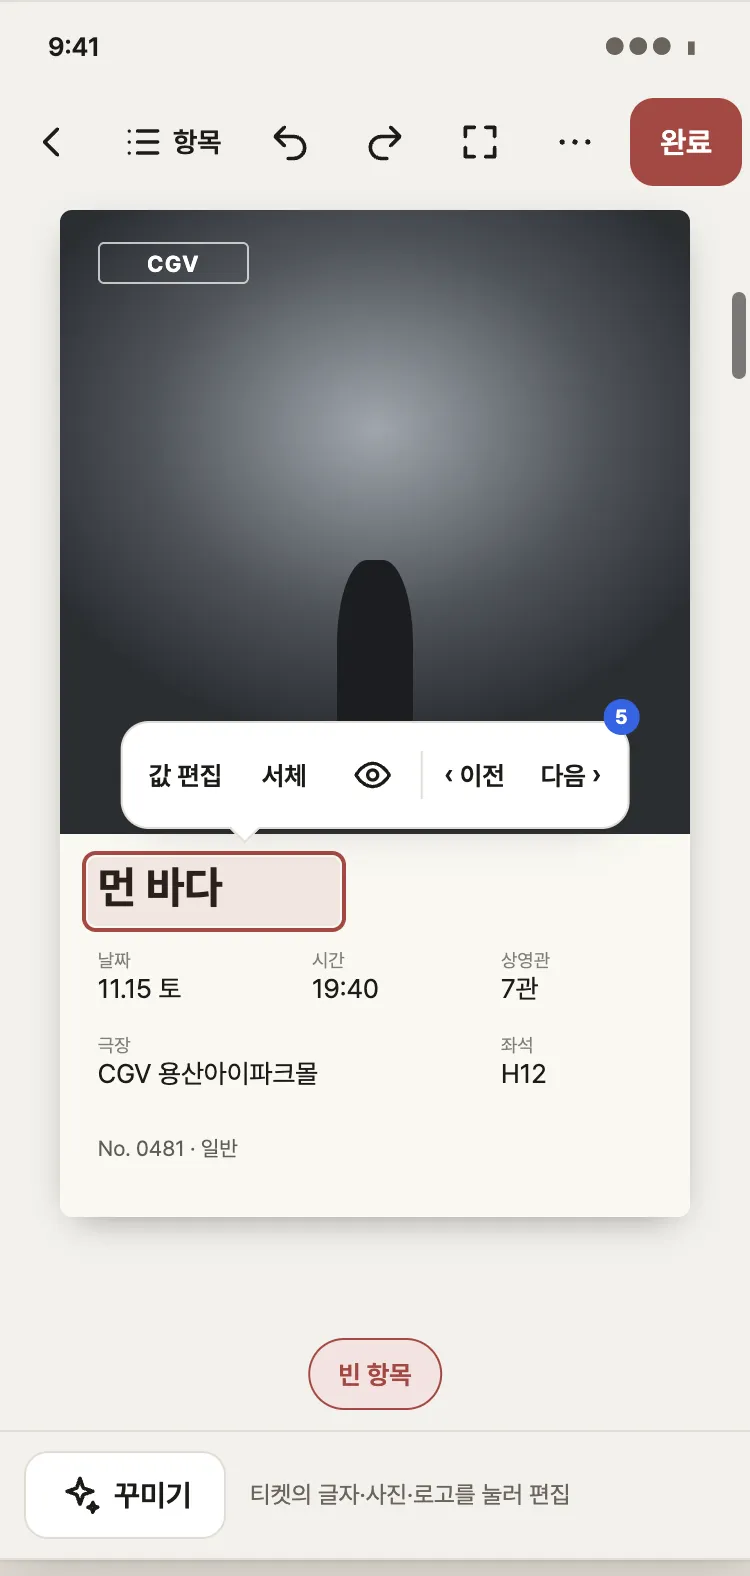 9:41
항목
완료
CGV
5
값 편집 서체 ‹ 이전 다음 ›
먼 바다
날짜 시간 상영관
11.15 토 19:40 7관
극장 좌석
CGV 용산아이파크몰 H12
No. 0481 · 일반
빈 항목
꾸미기 티켓의 글자·사진·로고를 눌러 편집